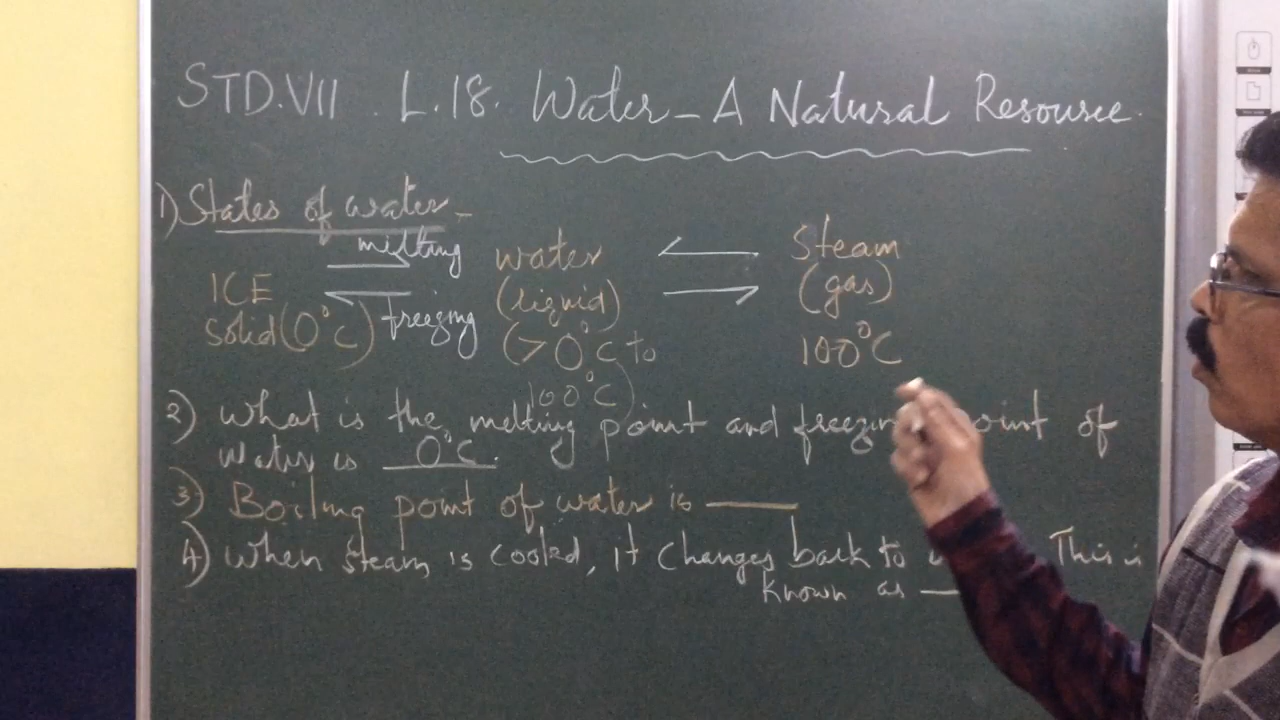 STD.VII. L.18. Water - A Natural Resource.
1) States of water -
melting water Steam
ICE (liquid) (gas)
solid (0°C) freezing (>0°C to 100°C
100°C)
2) What is the melting point and freezing point of
water is 0°C.
3) Boiling point of water is ___
4) When steam is cooled, it changes back to This is
known as ___